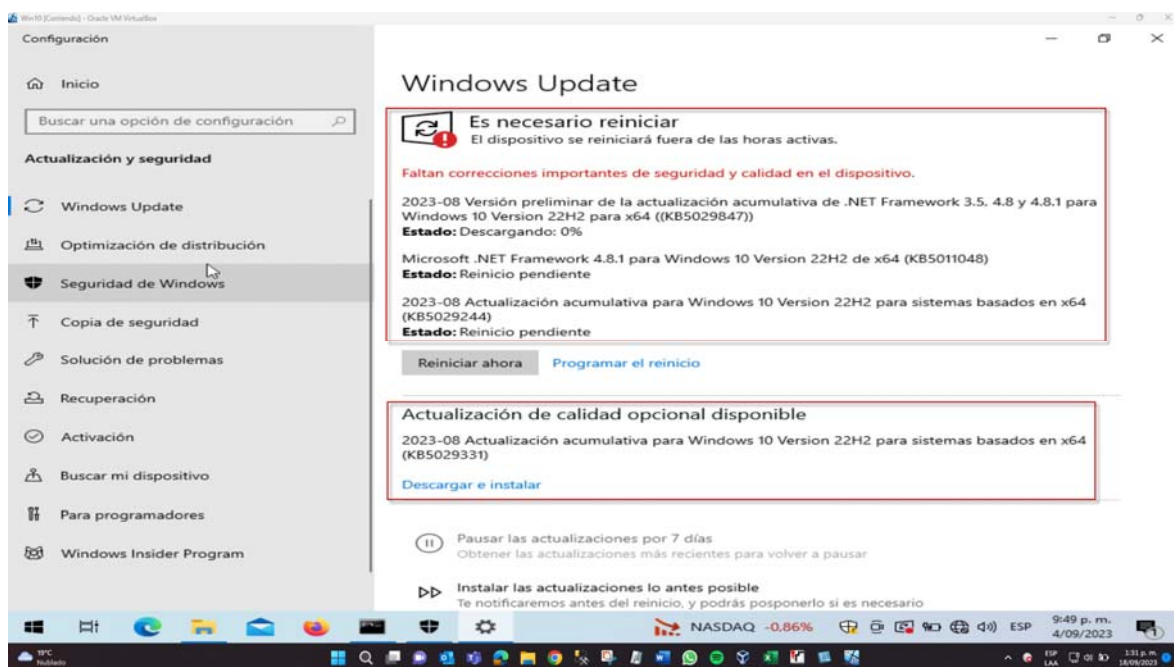 Win10 [Corriendo] - Oracle VM VirtualBox
Configuración
Inicio
Buscar una opción de configuración
Actualización y seguridad
Windows Update
Optimización de distribución
Seguridad de Windows
Copia de seguridad
Solución de problemas
Recuperación
Activación
Buscar mi dispositivo
Para programadores
Windows Insider Program
Windows Update
Es necesario reiniciar
El dispositivo se reiniciará fuera de las horas activas.
Faltan correcciones importantes de seguridad y calidad en el dispositivo.
2023-08 Versión preliminar de la actualización acumulativa de .NET Framework 3.5, 4.8 y 4.8.1 para
Windows 10 Version 22H2 para x64 ((KB5029847))
Estado: Descargando: 0%
Microsoft .NET Framework 4.8.1 para Windows 10 Version 22H2 de x64 (KB5011048)
Estado: Reinicio pendiente
2023-08 Actualización acumulativa para Windows 10 Version 22H2 para sistemas basados en x64
(KB5029244)
Estado: Reinicio pendiente
Reiniciar ahora Programar el reinicio
Actualización de calidad opcional disponible
2023-08 Actualización acumulativa para Windows 10 Version 22H2 para sistemas basados en x64
(KB5029331)
Descargar e instalar
Pausar las actualizaciones por 7 días
Obtener las actualizaciones más recientes para volver a pausar
Instalar las actualizaciones lo antes posible
Te notificaremos antes del reinicio, y podrás posponerlo si es necesario
NASDAQ -0,86% ESP 9:49 p. m.
4/09/2023
19°C
Nublado
ESP
LAA
1:31 p. m.
18/09/2023